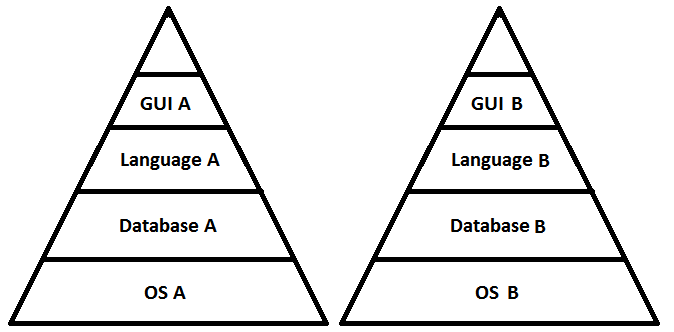 GUI A
Language A
Database A
OS A
GUI B
Language B
Database B
OS B